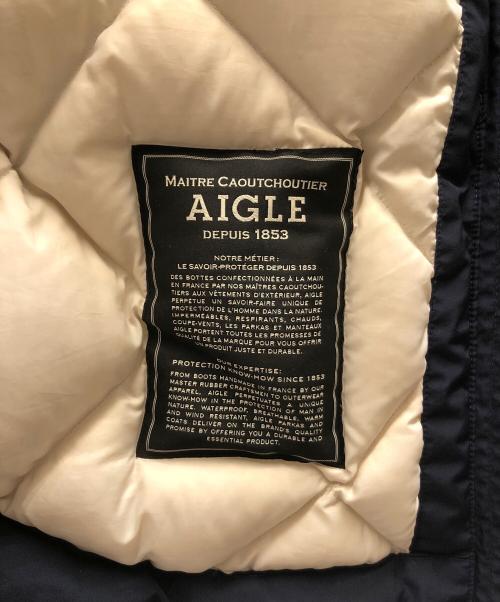 MAITRE CAOUTCHOUTIER
AIGLE
DEPUIS 1853
NOTRE MÉTIER :
LE SAVOIR-PROTÉGER DEPUIS 1853
DES BOTTES CONFECTIONNÉES À LA MAIN
EN FRANCE PAR NOS MAÎTRES CAOUTCHOU-
TIERS AUX VÊTEMENTS D'EXTÉRIEUR, AIGLE
PERPÉTUE UN SAVOIR-FAIRE UNIQUE DE
PROTECTION DE L'HOMME DANS LA NATURE.
IMPERMÉABLES, RESPIRANTS, CHAUDS,
COUPE-VENTS, LES PARKAS ET MANTEAUX
AIGLE PORTENT TOUTES LES PROMESSES DE
QUALITÉ DE LA MARQUE POUR VOUS OFFRIR
UN PRODUIT JUSTE ET DURABLE.
OUR EXPERTISE:
PROTECTION KNOW-HOW SINCE 1853
FROM BOOTS HANDMADE IN FRANCE BY OUR
MASTER RUBBER CRAFTSMEN TO OUTERWEAR
APPAREL, AIGLE PERPETUATES A UNIQUE
KNOW-HOW IN THE PROTECTION OF MAN IN
NATURE. WATERPROOF, BREATHABLE, WARM
AND WIND RESISTANT, AIGLE PARKAS AND
COATS DELIVER ON THE BRAND'S QUALITY
PROMISE BY OFFERING YOU A DURABLE AND
ESSENTIAL PRODUCT.